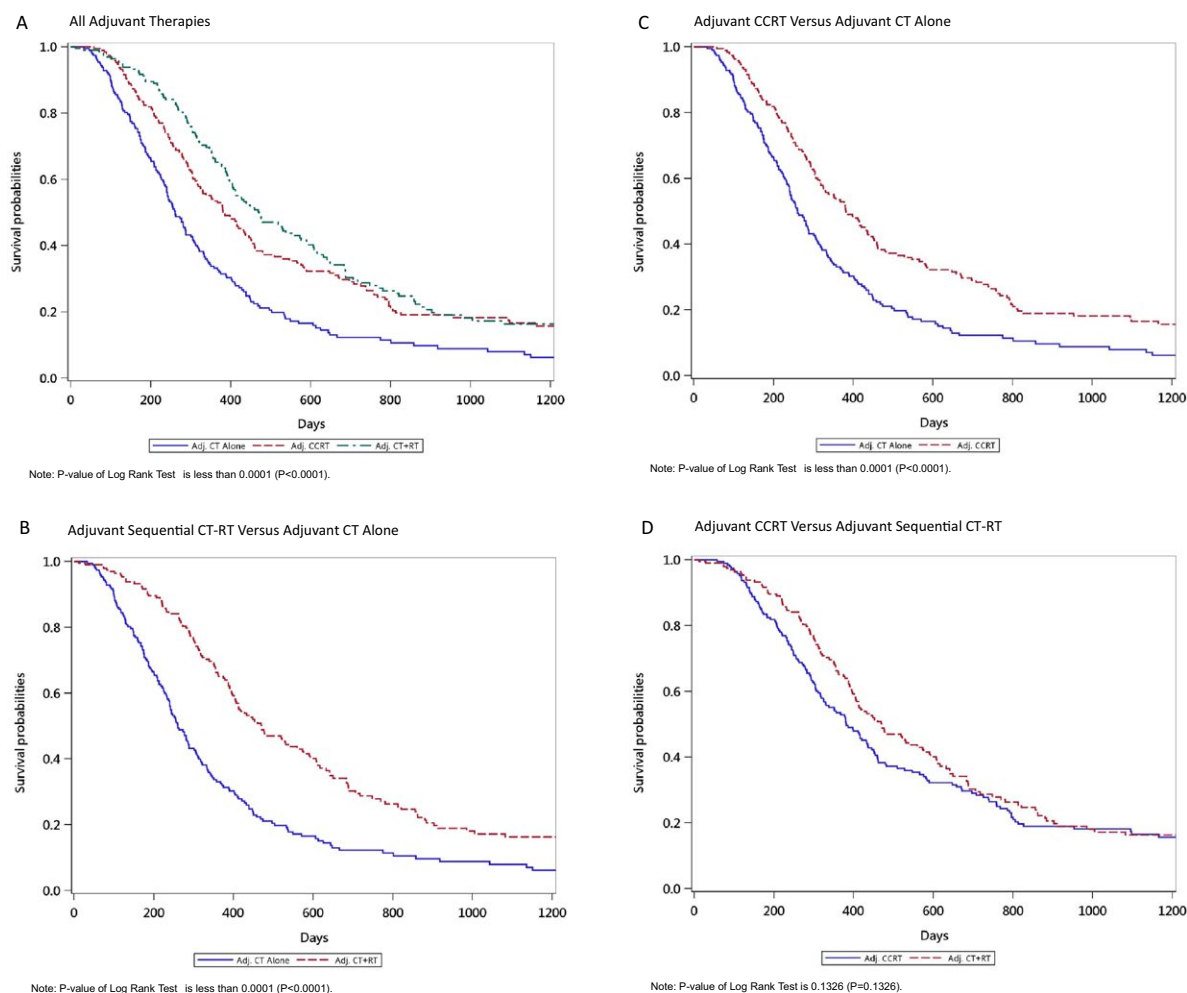 A All Adjuvant Therapies
Survival probabilities
1.0
0.8
0.6
0.4
0.2
0.0
0 200 400 600 800 1000 1200
Days
Adj. CT Alone Adj. CCRT Adj. CT+RT
Note: P-value of Log Rank Test is less than 0.0001 (P<0.0001).
C Adjuvant CCRT Versus Adjuvant CT Alone
Survival probabilities
1.0
0.8
0.6
0.4
0.2
0.0
0 200 400 600 800 1000 1200
Days
Adj. CT Alone Adj. CCRT
Note: P-value of Log Rank Test is less than 0.0001 (P<0.0001).
B Adjuvant Sequential CT-RT Versus Adjuvant CT Alone
Survival probabilities
1.0
0.8
0.6
0.4
0.2
0.0
0 200 400 600 800 1000 1200
Days
Adj. CT Alone Adj. CT+RT
Note: P-value of Log Rank Test is less than 0.0001 (P<0.0001).
D Adjuvant CCRT Versus Adjuvant Sequential CT-RT
Survival probabilities
1.0
0.8
0.6
0.4
0.2
0.0
0 200 400 600 800 1000 1200
Days
Adj. CCRT Adj. CT+RT
Note: P-value of Log Rank Test is 0.1326 (P=0.1326).